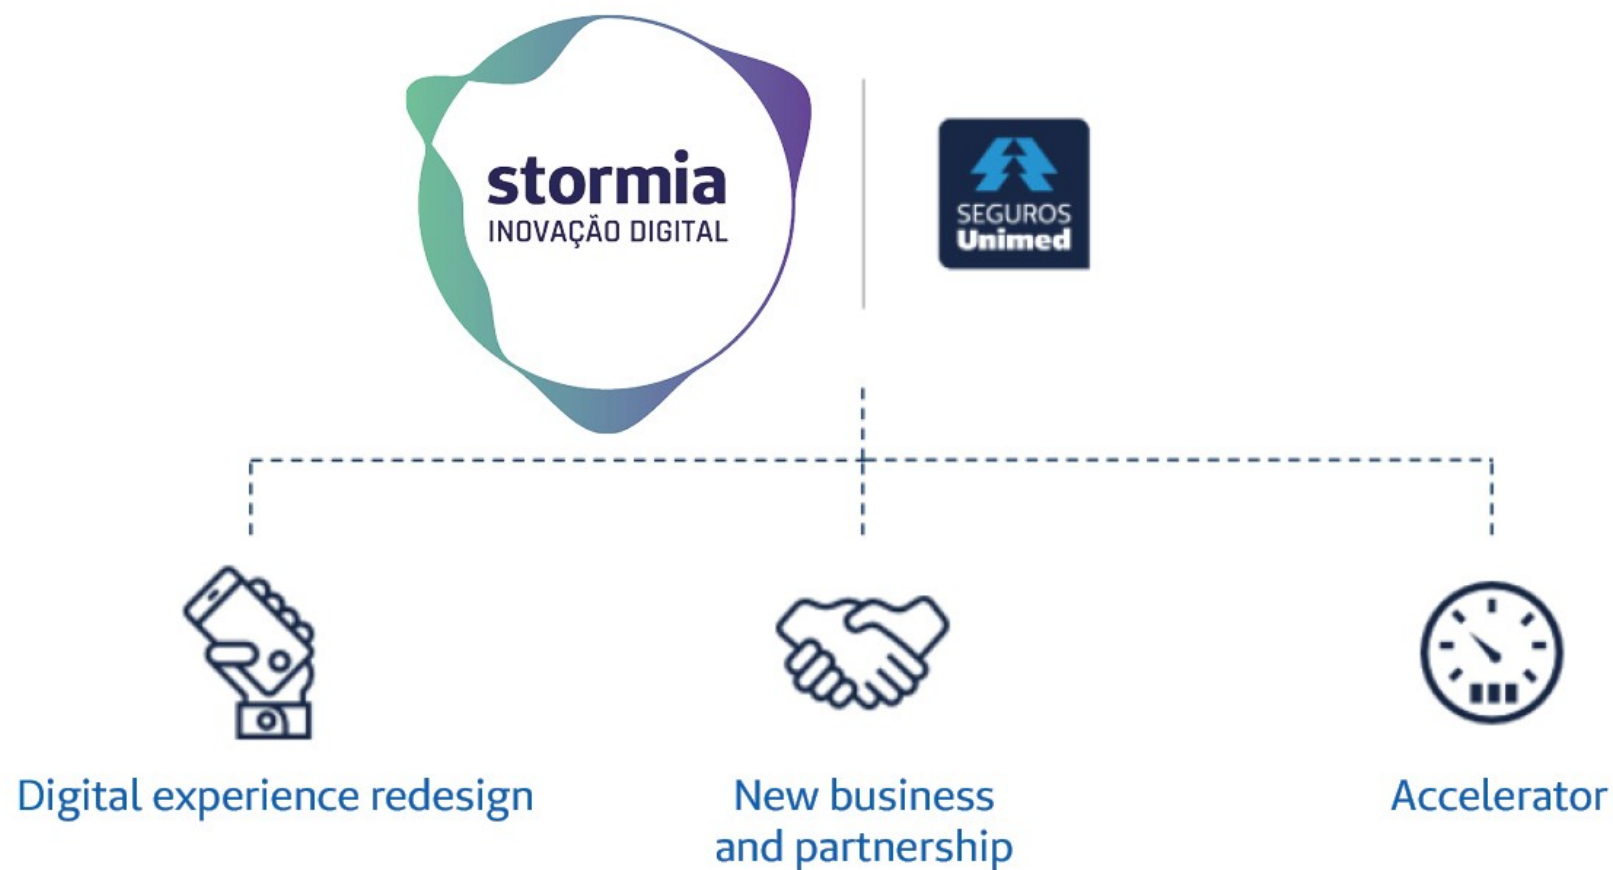 stormia
INOVAÇÃO DIGITAL
SEGUROS
Unimed
Digital experience redesign
New business
and partnership
Accelerator